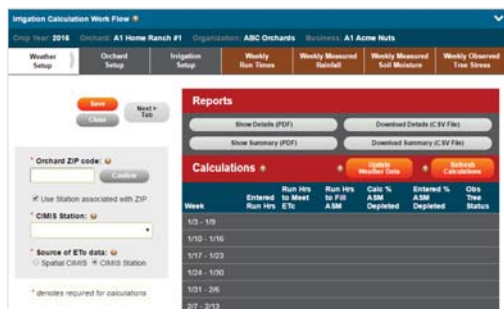 Irrigation Calculation Work Flow
Crop Year: 2016 Orchard: A1 Home Ranch #1 Organization: ABC Orchards Business: A1 Acme Nuts
Weather Setup
Orchard Setup
Irrigation Setup
Weekly Run Times
Weekly Measured Rainfall
Weekly Measured Soil Moisture
Weekly Observed Tree Stress
Save
Close
Next > Tab
* Orchard ZIP code:
Confirm
Use Station associated with ZIP
* CIMIS Station:
* Source of ETo data:
Spatial CIMIS CIMIS Station
* denotes required for calculations
Reports
Show Details (PDF) Download Details (CSV File)
Show Summary (PDF) Download Summary (CSV File)
Calculations
Update Weather Data
Refresh Calculations
Week
Entered Run Hrs
Run Hrs to Meet ETc
Run Hrs to Fill ASM
Calc % ASM Depleted
Entered % ASM Depleted
Obs Tree Status
1/3 - 1/9
1/10 - 1/16
1/17 - 1/23
1/24 - 1/30
1/31 - 2/6
2/7 - 2/13